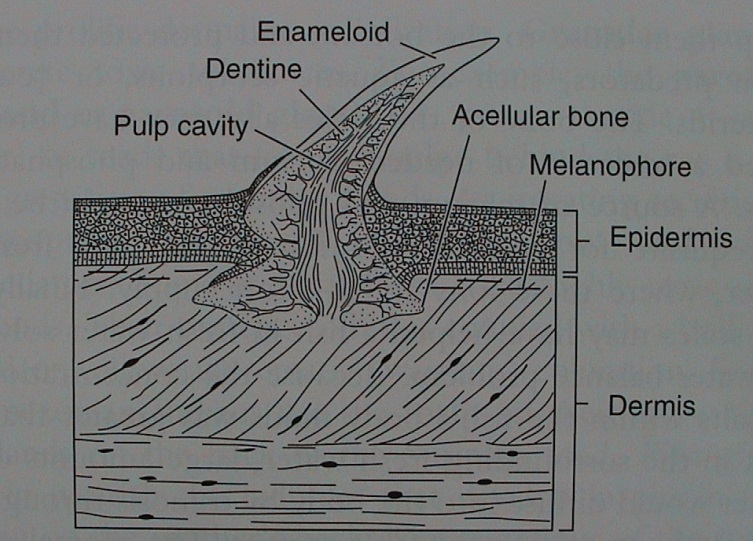 Enameloid
Dentine
Pulp cavity
Acellular bone
Melanophore
Epidermis
Dermis